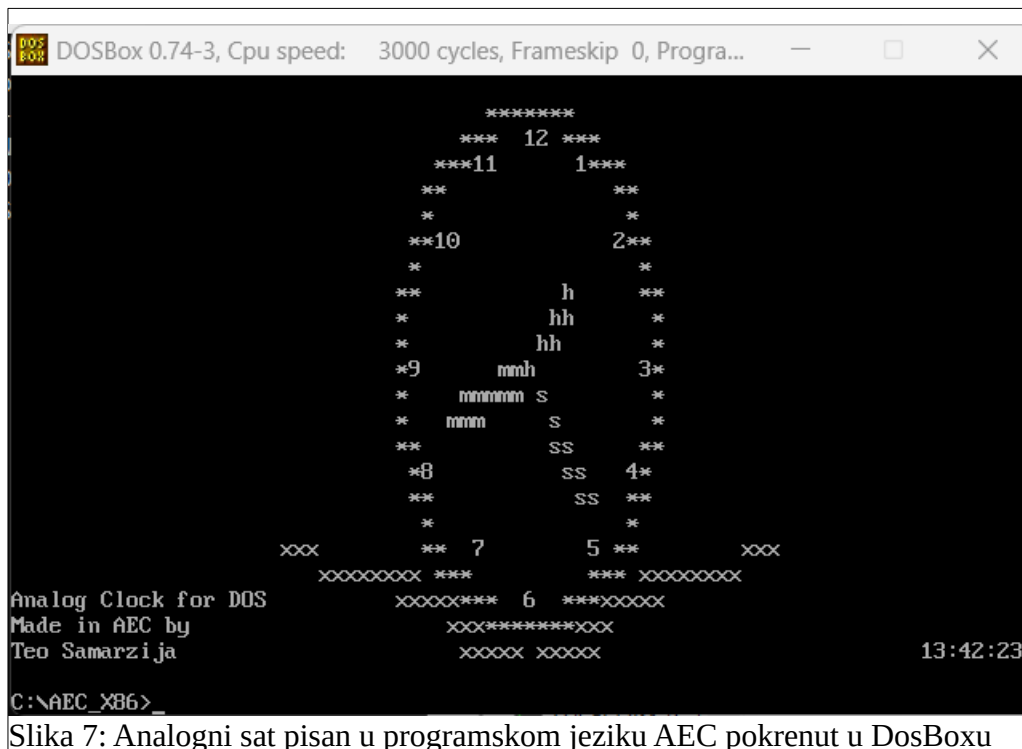 DOSBox 0.74-3, Cpu speed: 3000 cycles, Frameskip 0, Progra...
*******
*** 12 ***
***11 1***
** **
* *
**10 2**
* *
** h **
* hh *
* hh *
*9 mmh 3*
* mmmmm s *
* mmm s *
** ss **
*8 ss 4*
** ss **
* *
xxx ** 7 5 ** xxx
xxxxxxxx *** *** xxxxxxxx
Analog Clock for DOS xxxxx*** 6 ***xxxxx
Made in AEC by xxx*******xxx
Teo Samarzija xxxxx xxxxx 13:42:23
C:\AEC_X86>_
Slika 7: Analogni sat pisan u programskom jeziku AEC pokrenut u DosBoxu